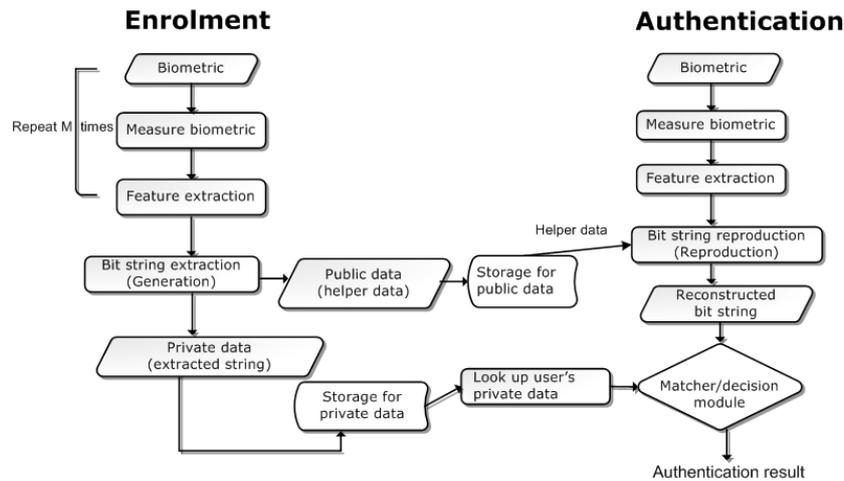 Enrolment
Authentication
Biometric
Repeat M times
Measure biometric
Feature extraction
Bit string extraction
(Generation)
Public data
(helper data)
Storage for
public data
Helper data
Private data
(extracted string)
Storage for
private data
Look up user's
private data
Biometric
Measure biometric
Feature extraction
Bit string reproduction
(Reproduction)
Reconstructed
bit string
Matcher/decision
module
Authentication result